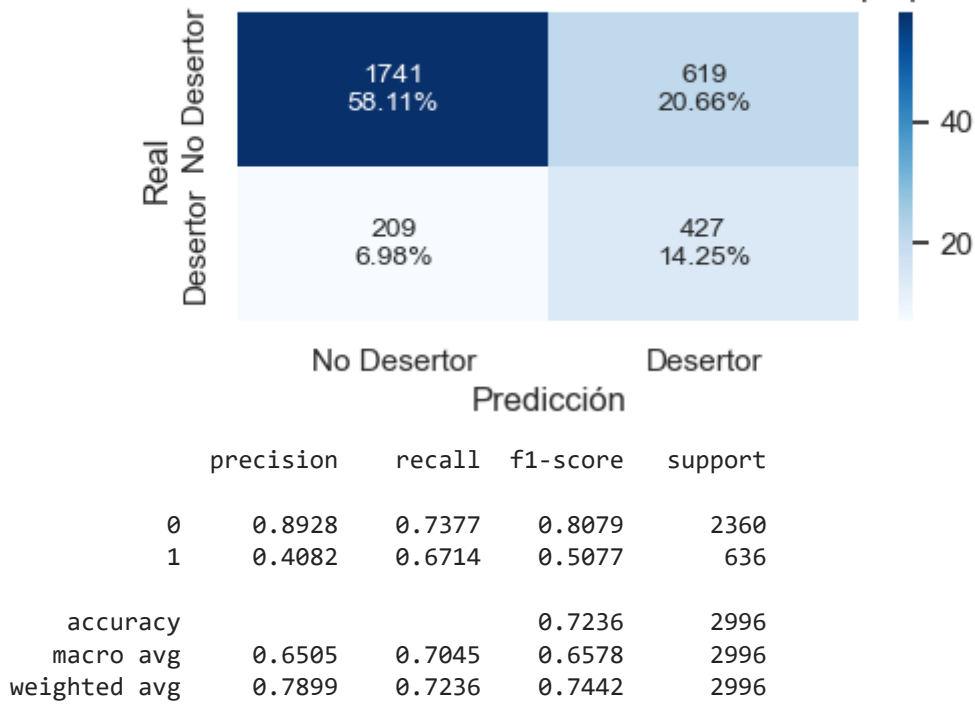 1741 619
58.11% 20.66%
209 427
6.98% 14.25%
Real
No Desertor
Desertor
40
20
No Desertor Desertor
Predicción
precision recall f1-score support
0 0.8928 0.7377 0.8079 2360
1 0.4082 0.6714 0.5077 636
accuracy 0.7236 2996
macro avg 0.6505 0.7045 0.6578 2996
weighted avg 0.7899 0.7236 0.7442 2996